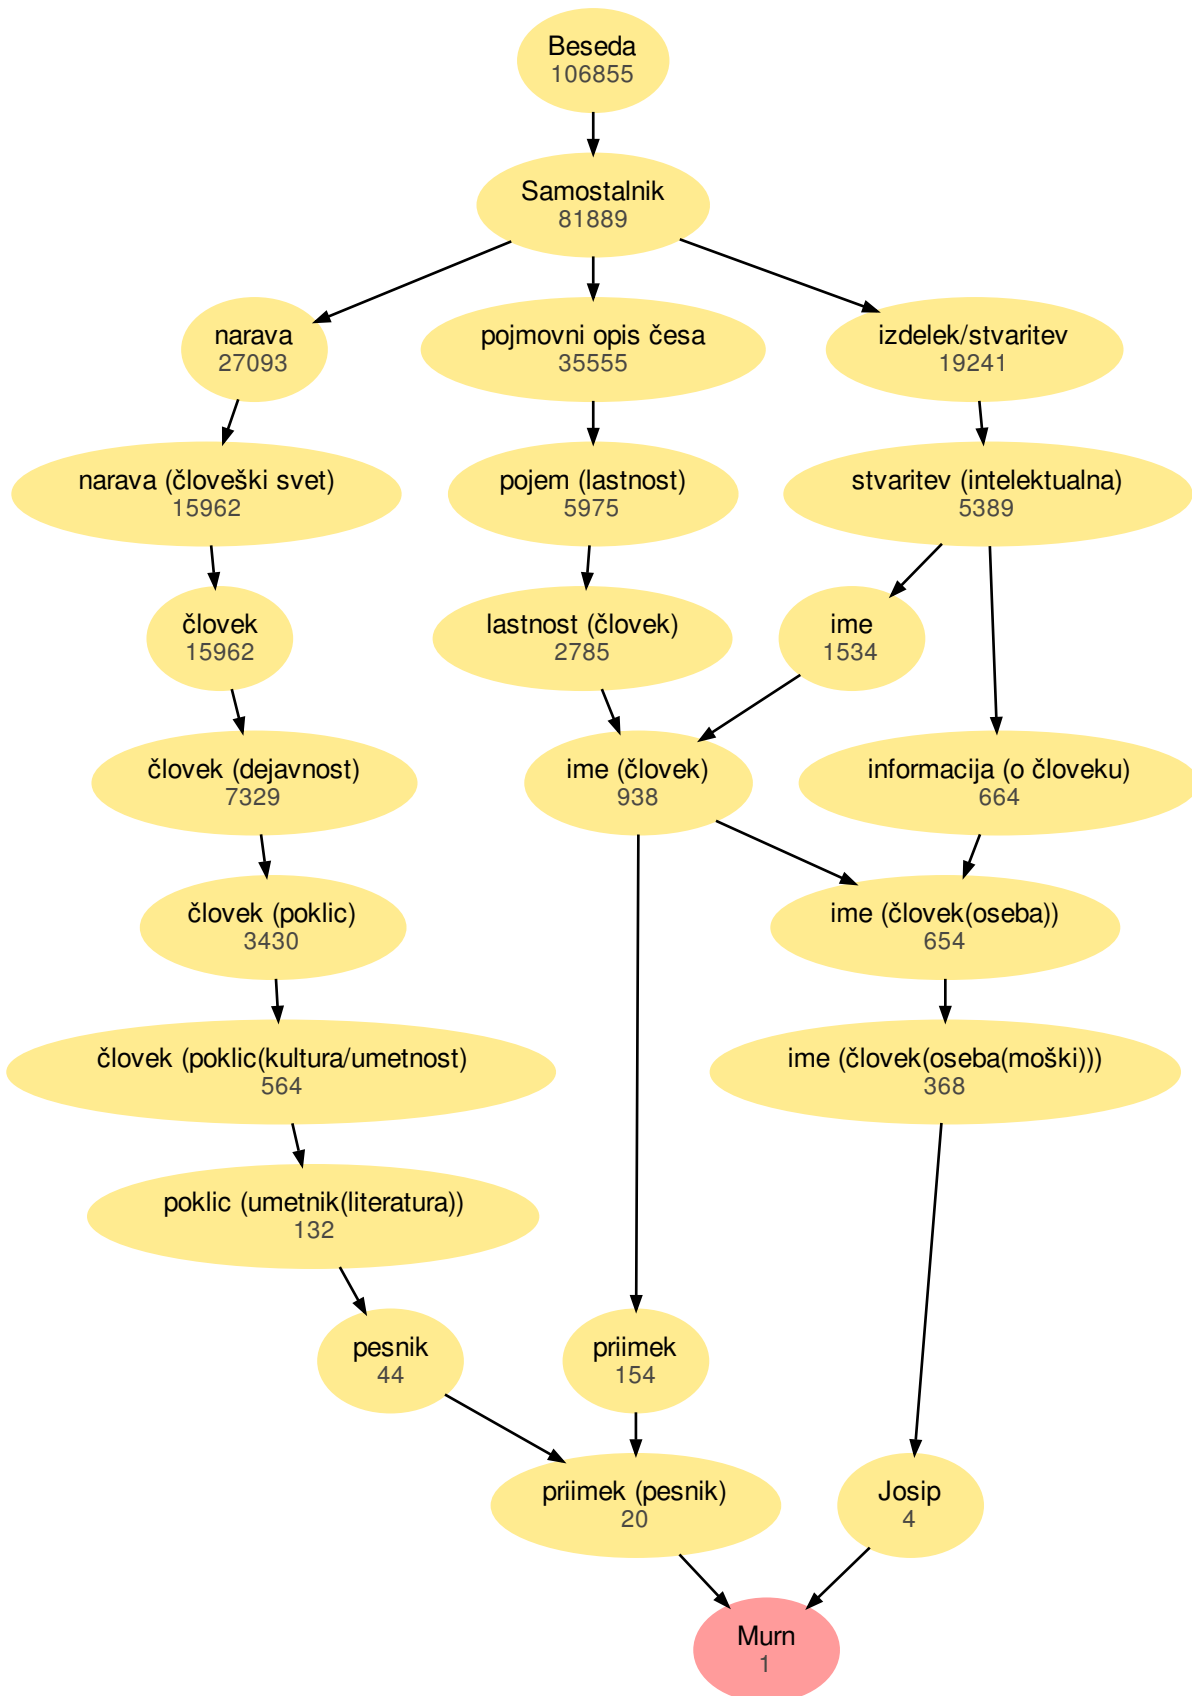 Beseda
106855
Samostalnik
81889
narava
27093
pojmovni opis česa
35555
izdelek/stvaritev
19241
narava (človeški svet)
15962
pojem (lastnost)
5975
stvaritev (intelektualna)
5389
človek
15962
lastnost (človek)
2785
ime
1534
človek (dejavnost)
7329
ime (človek)
938
informacija (o človeku)
664
človek (poklic)
3430
ime (človek(oseba))
654
človek (poklic(kultura/umetnost)
564
ime (človek(oseba(moški)))
368
poklic (umetnik(literatura))
132
pesnik
44
priimek
154
priimek (pesnik)
20
Josip
4
Murn
1